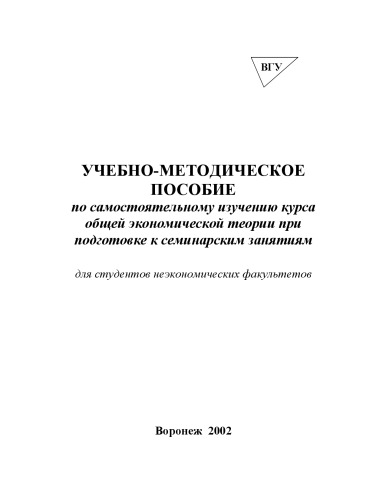 ВГУ
УЧЕБНО-МЕТОДИЧЕСКОЕ
ПОСОБИЕ
по самостоятельному изучению курса
общей экономической теории при
подготовке к семинарским занятиям
для студентов неэкономических факультетов
Воронеж 2002